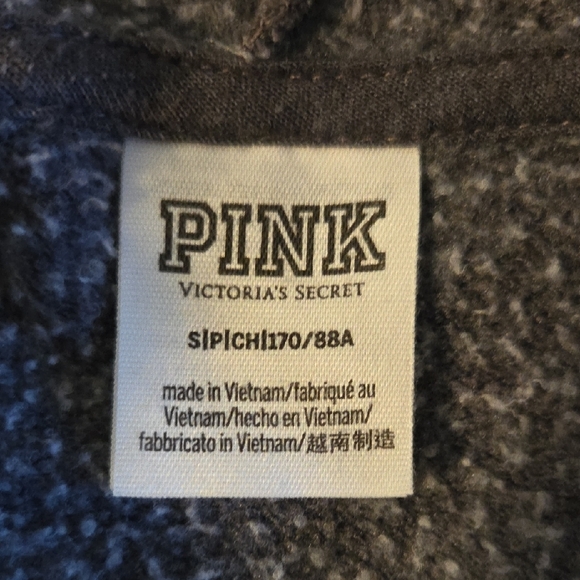 PINK
VICTORIA'S SECRET
S|P|CH|170/88A
made in Vietnam/fabriqué au
Vietnam/hecho en Vietnam/
fabbricato in Vietnam/越南制造